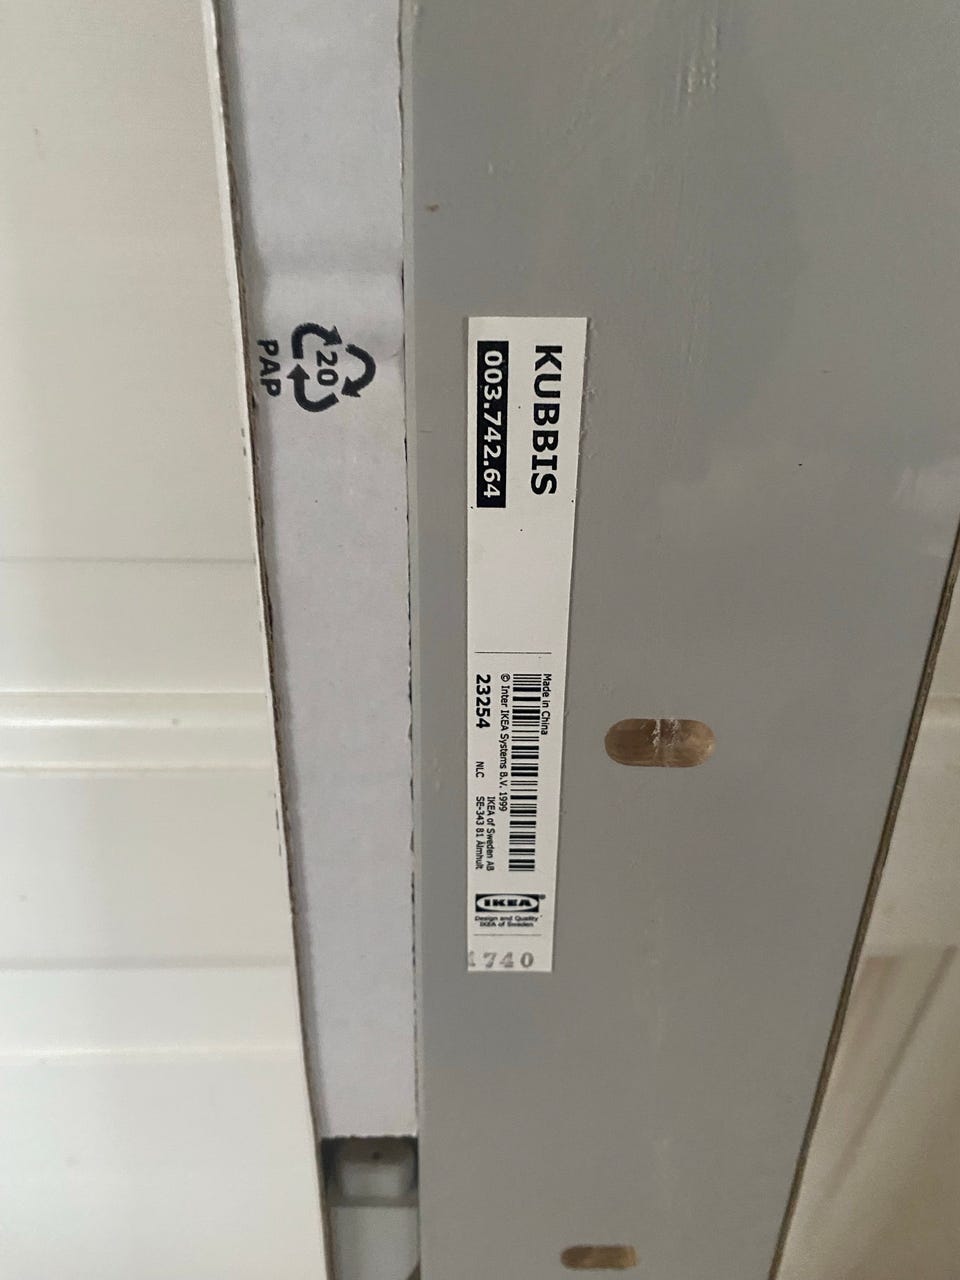 20
PAP
KUBBIS
003.742.64
Made in China
© Inter IKEA Systems B.V. 1999
23254
NLC
IKEA of Sweden AB
SE-343 81 Älmhult
IKEA®
Design and Quality
IKEA of Sweden
1740